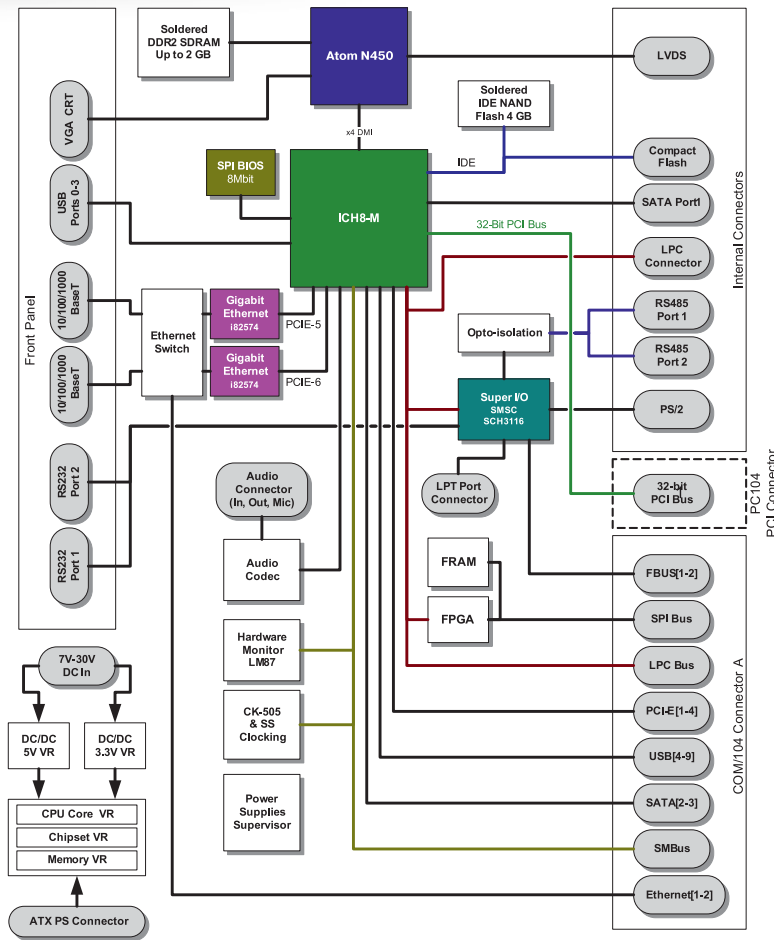 Soldered
DDR2 SDRAM
Up to 2 GB
Atom N450
LVDS
VGA CRT
Soldered
IDE NAND
Flash 4 GB
x4 DMI
SPI BIOS
8Mbit
ICH8-M
IDE
Compact
Flash
USB
Ports 0-3
SATA Port1
32-Bit PCI Bus
LPC
Connector
Internal Connectors
Front Panel
10/100/1000
BaseT
Ethernet
Switch
Gigabit
Ethernet
i82574
PCIE-5
Opto-isolation
RS485
Port 1
10/100/1000
BaseT
Gigabit
Ethernet
i82574
PCIE-6
RS485
Port 2
Super I/O
SMSC
SCH3116
PS/2
RS232
Port 2
Audio
Connector
(In, Out, Mic)
LPT Port
Connector
32-bit
PCI Bus
PC104
PCI Connector
RS232
Port 1
Audio
Codec
FRAM
FBUS[1-2]
FPGA
SPI Bus
Hardware
Monitor
LM87
7V-30V
DC In
LPC Bus
COM/104 Connector A
DC/DC
5V VR
DC/DC
3.3V VR
CK-505
& SS
Clocking
PCI-E[1-4]
USB[4-9]
Power
Supplies
Supervisor
SATA[2-3]
CPU Core VR
Chipset VR
Memory VR
SMBus
Ethernet[1-2]
ATX PS Connector